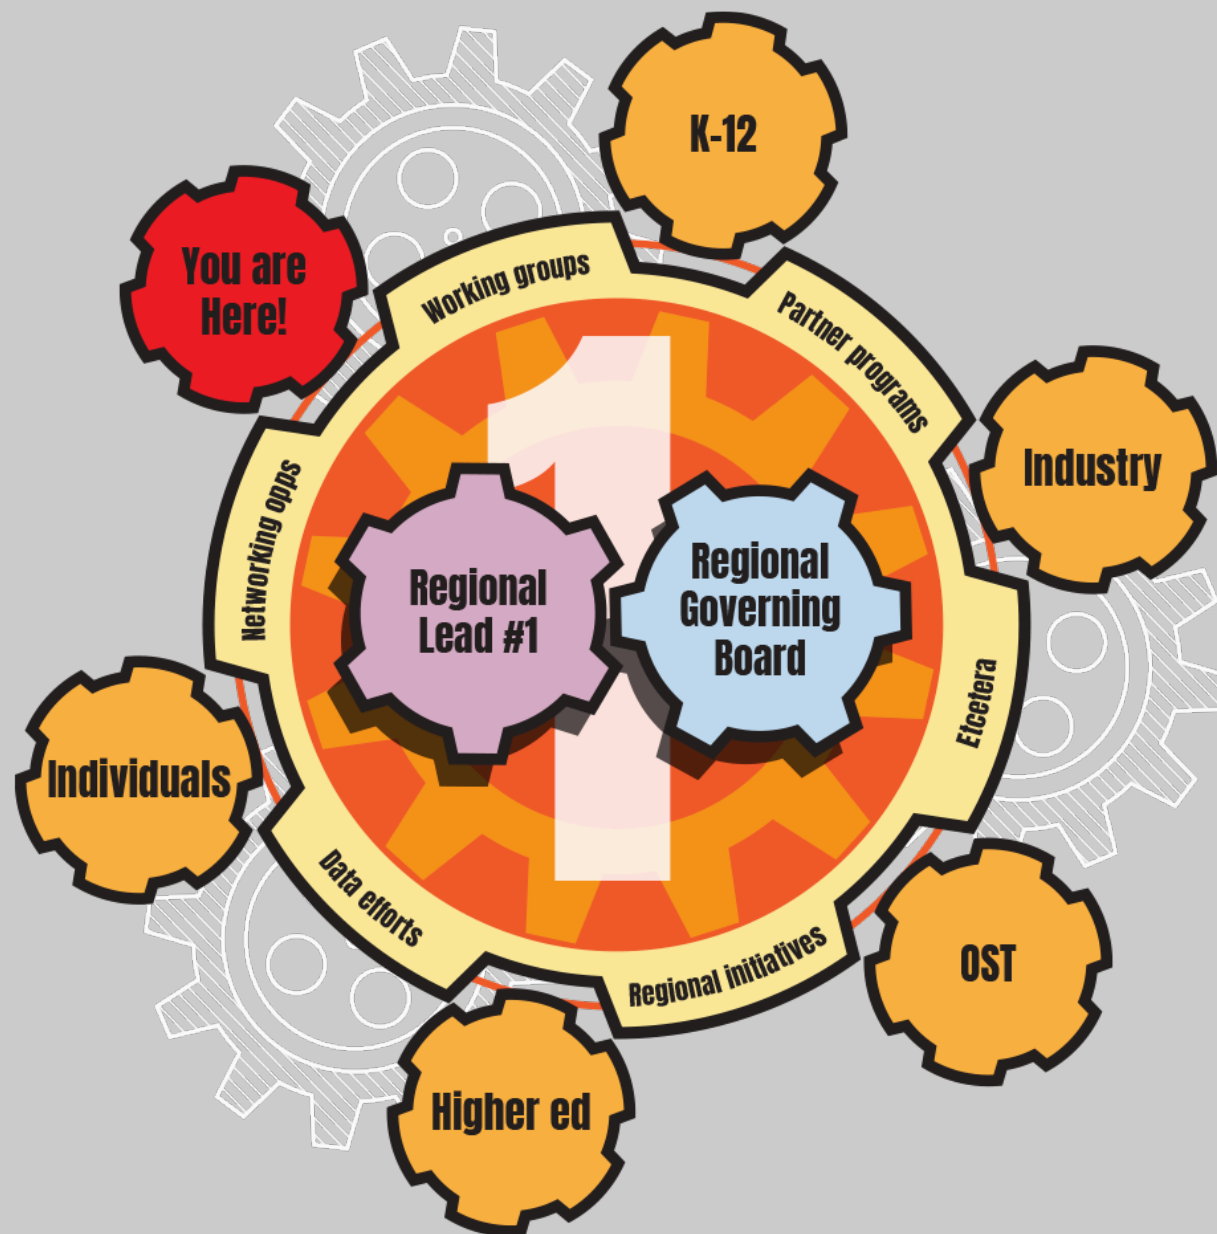 K-12
You are
Here!
Working groups
Partner programs
Industry
Networking opps
1
Regional
Lead #1
Regional
Governing
Board
Etcetera
Individuals
Data efforts
Regional initiatives
OST
Higher ed